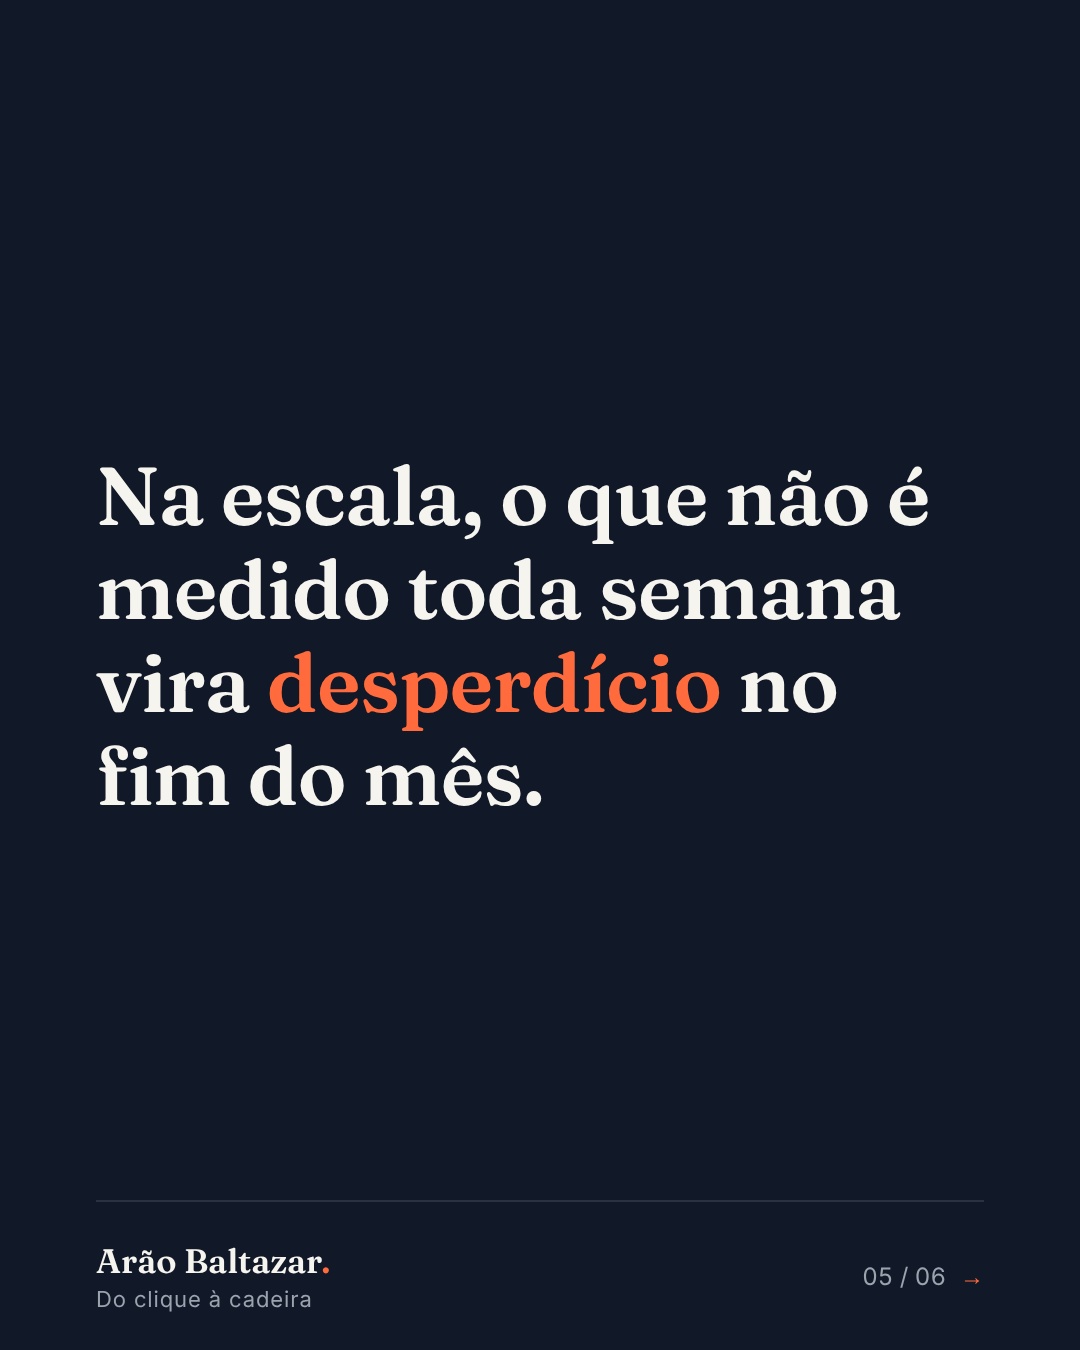 Na escala, o que não é
medido toda semana
vira desperdício no
fim do mês.
Arão Baltazar.
Do clique à cadeira
05 / 06 →